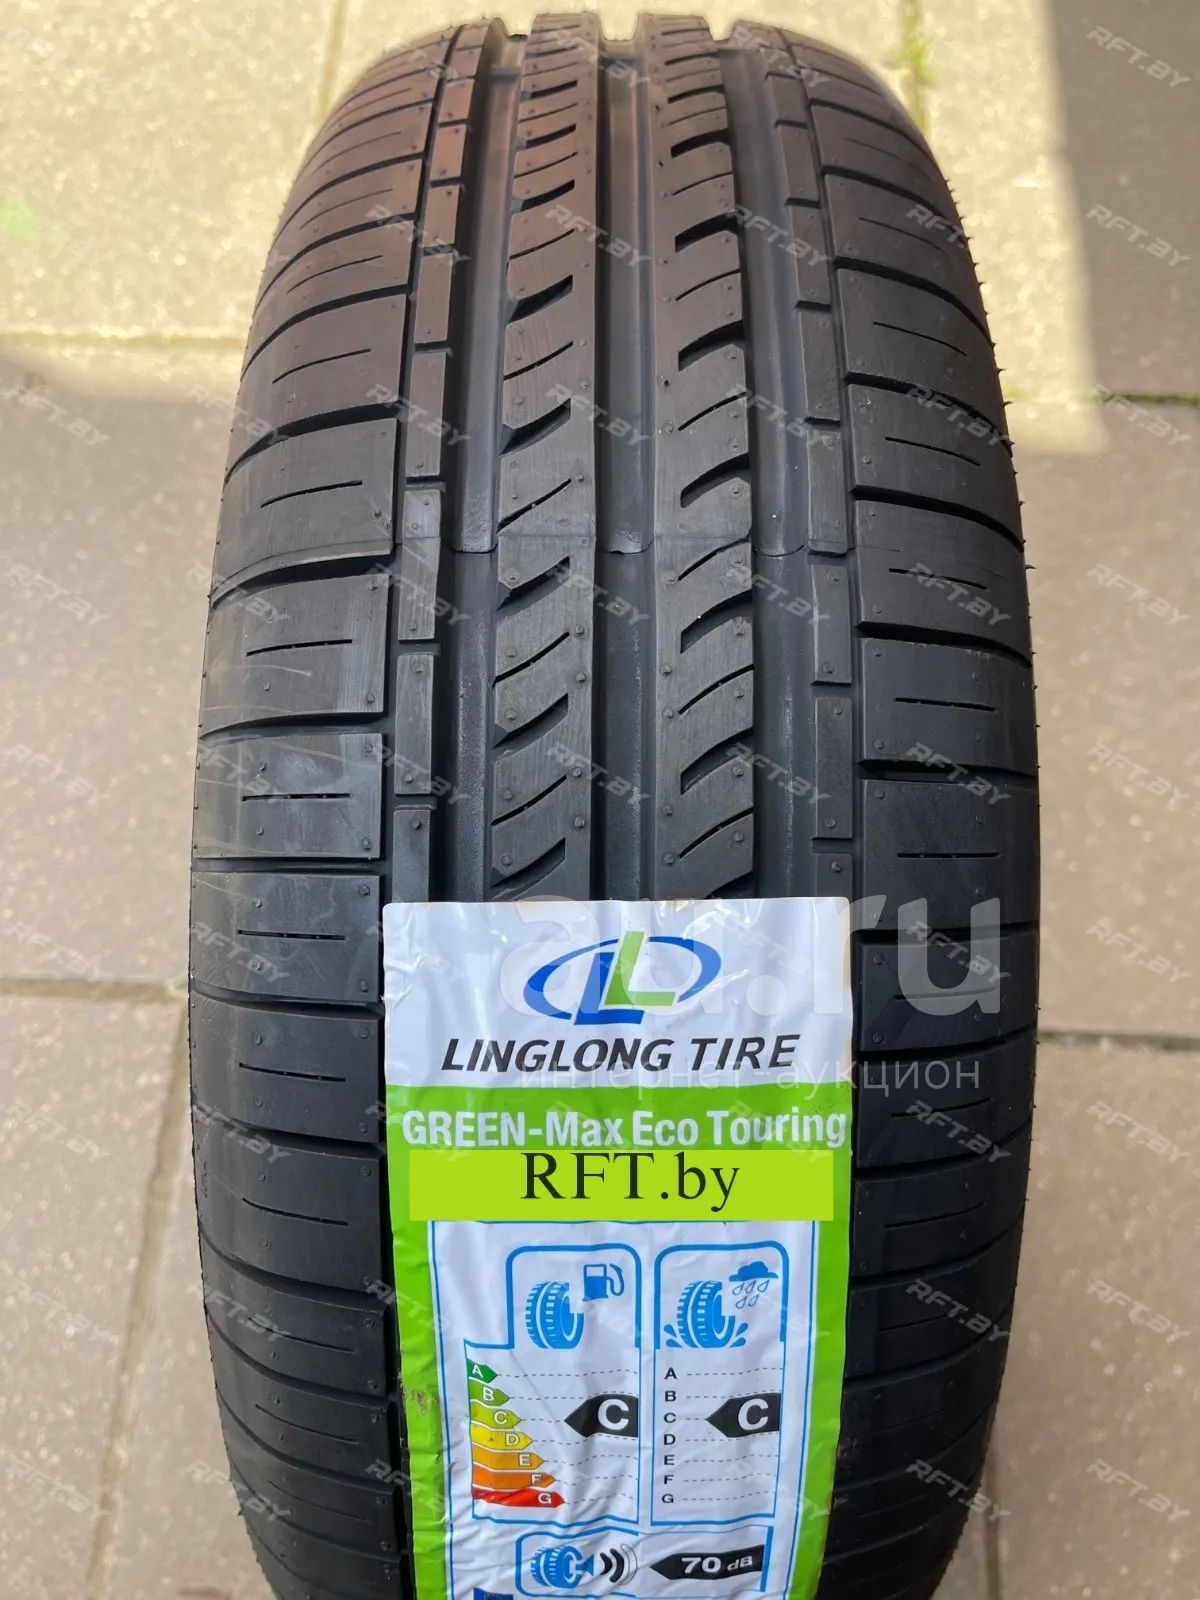 au.ru
LINGLONG TIRE
интернет-аукцион
GREEN-Max Eco Touring
RFT.by
A
B
C
D
E
F
G
C
A
B
C
D
E
F
G
C
70 dB
RFT.BY